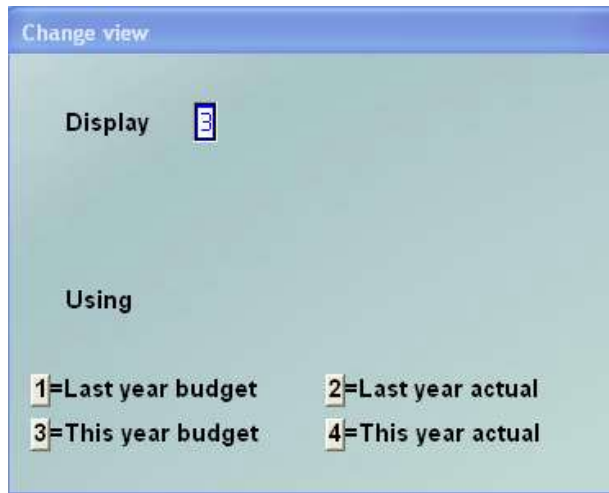 Change view
Display 3
Using
1=Last year budget 2=Last year actual
3=This year budget 4=This year actual